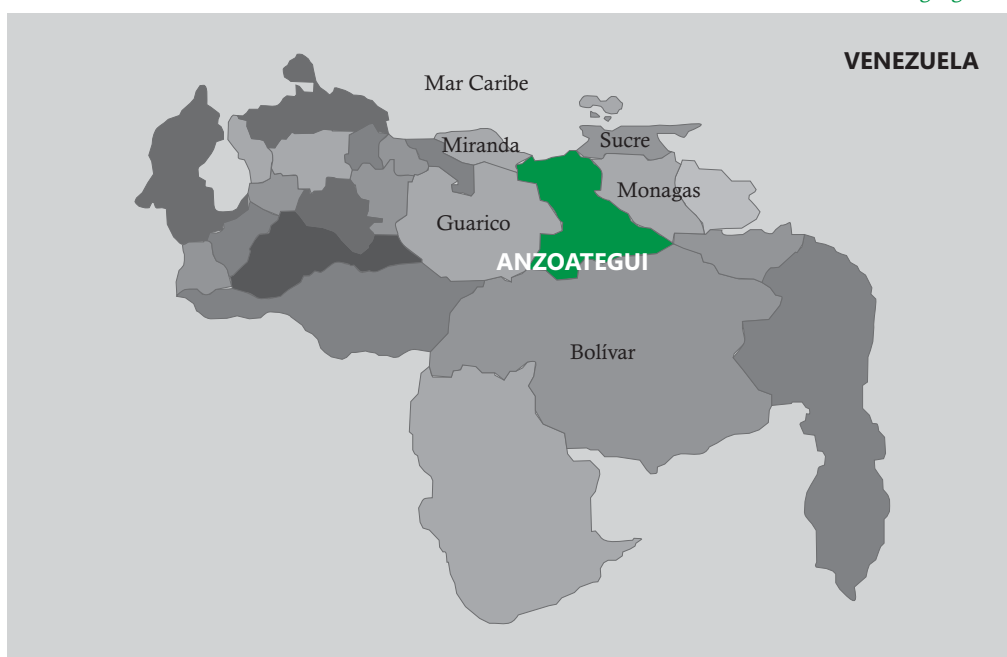 VENEZUELA
Mar Caribe
Miranda
Sucre
Monagas
Guarico
ANZOATEGUI
Bolívar